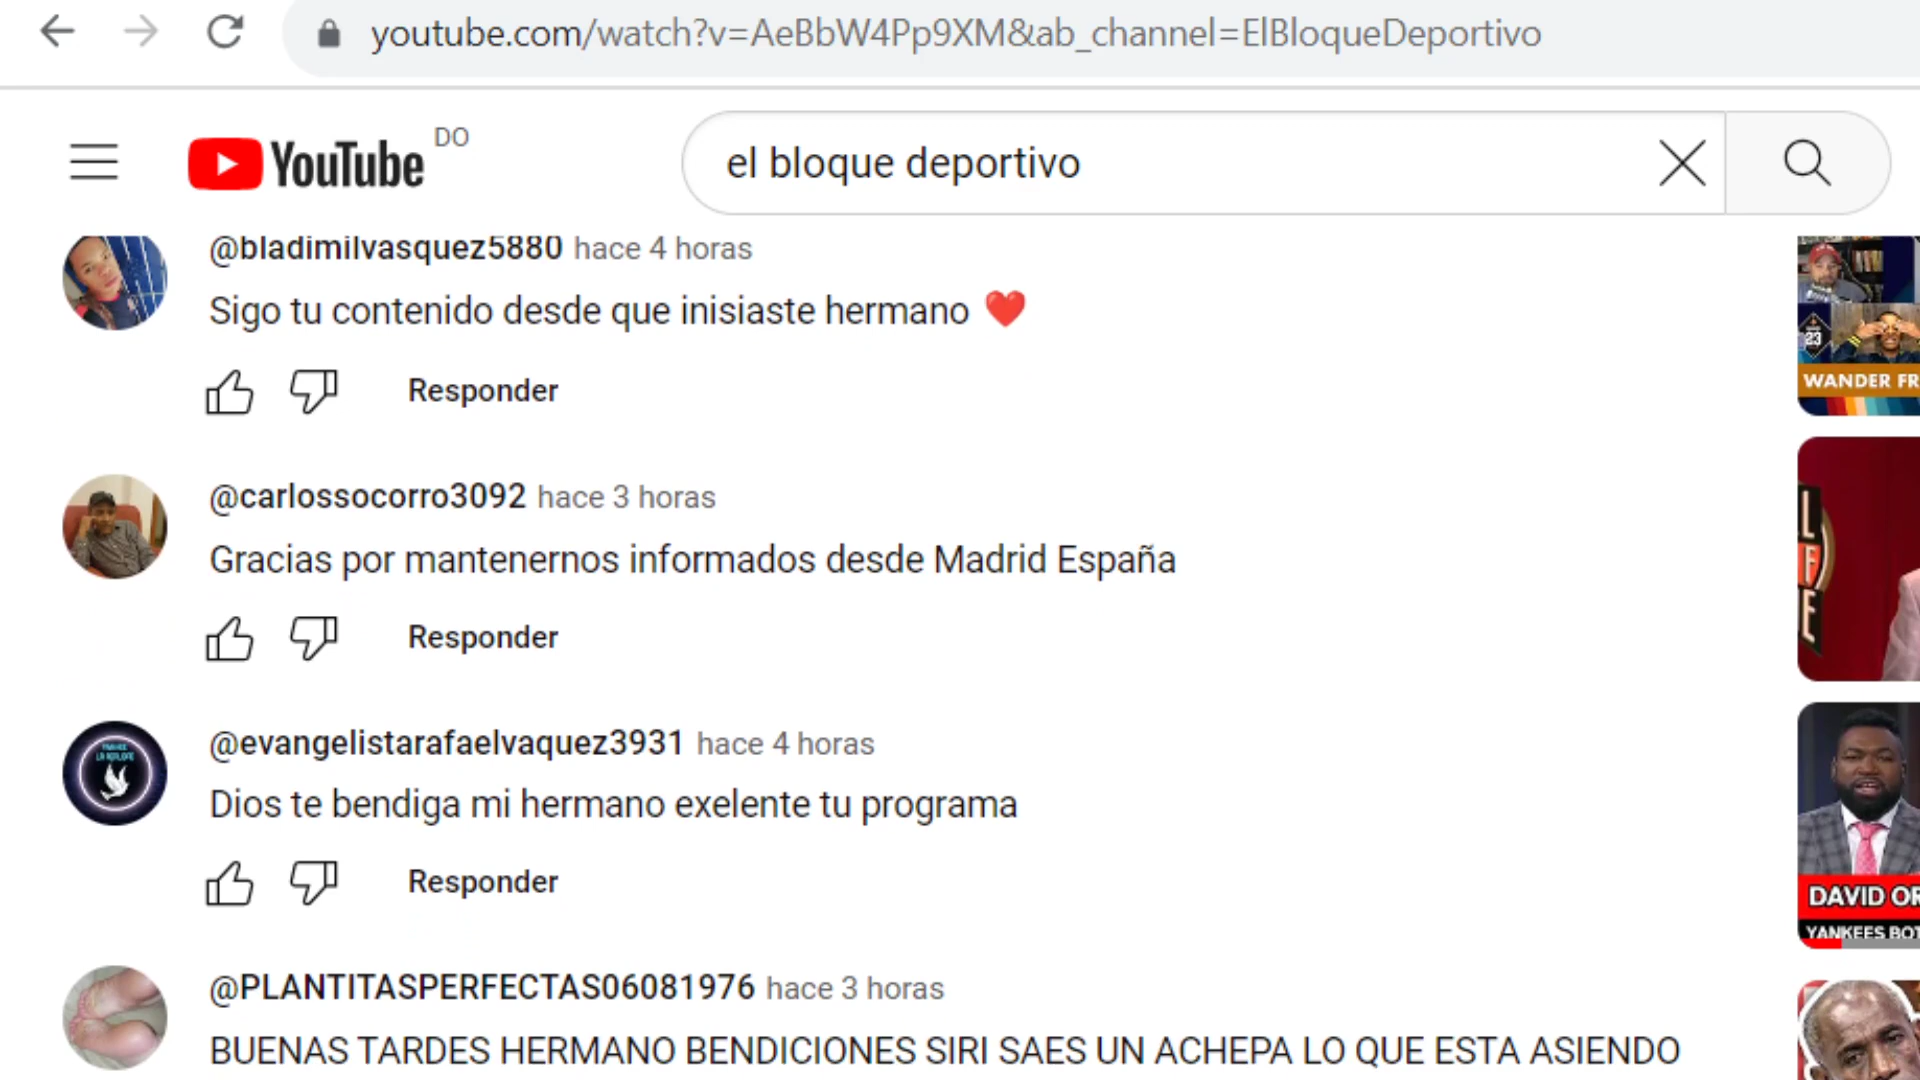 youtube.com/watch?v=AeBbW4Pp9XM&ab_channel=ElBloqueDeportivo
YouTube DO
el bloque deportivo
@bladimilvasquez5880 hace 4 horas
Sigo tu contenido desde que inisiaste hermano ❤️
Responder
WANDER FR
23
@carlossocorro3092 hace 3 horas
Gracias por mantenernos informados desde Madrid España
Responder
@evangelistarafaelvaquez3931 hace 4 horas
Dios te bendiga mi hermano exelente tu programa
Responder
DAVID OR
YANKEES BOT
@PLANTITASPERFECTAS06081976 hace 3 horas
BUENAS TARDES HERMANO BENDICIONES SIRI SAES UN ACHEPA LO QUE ESTA ASIENDO